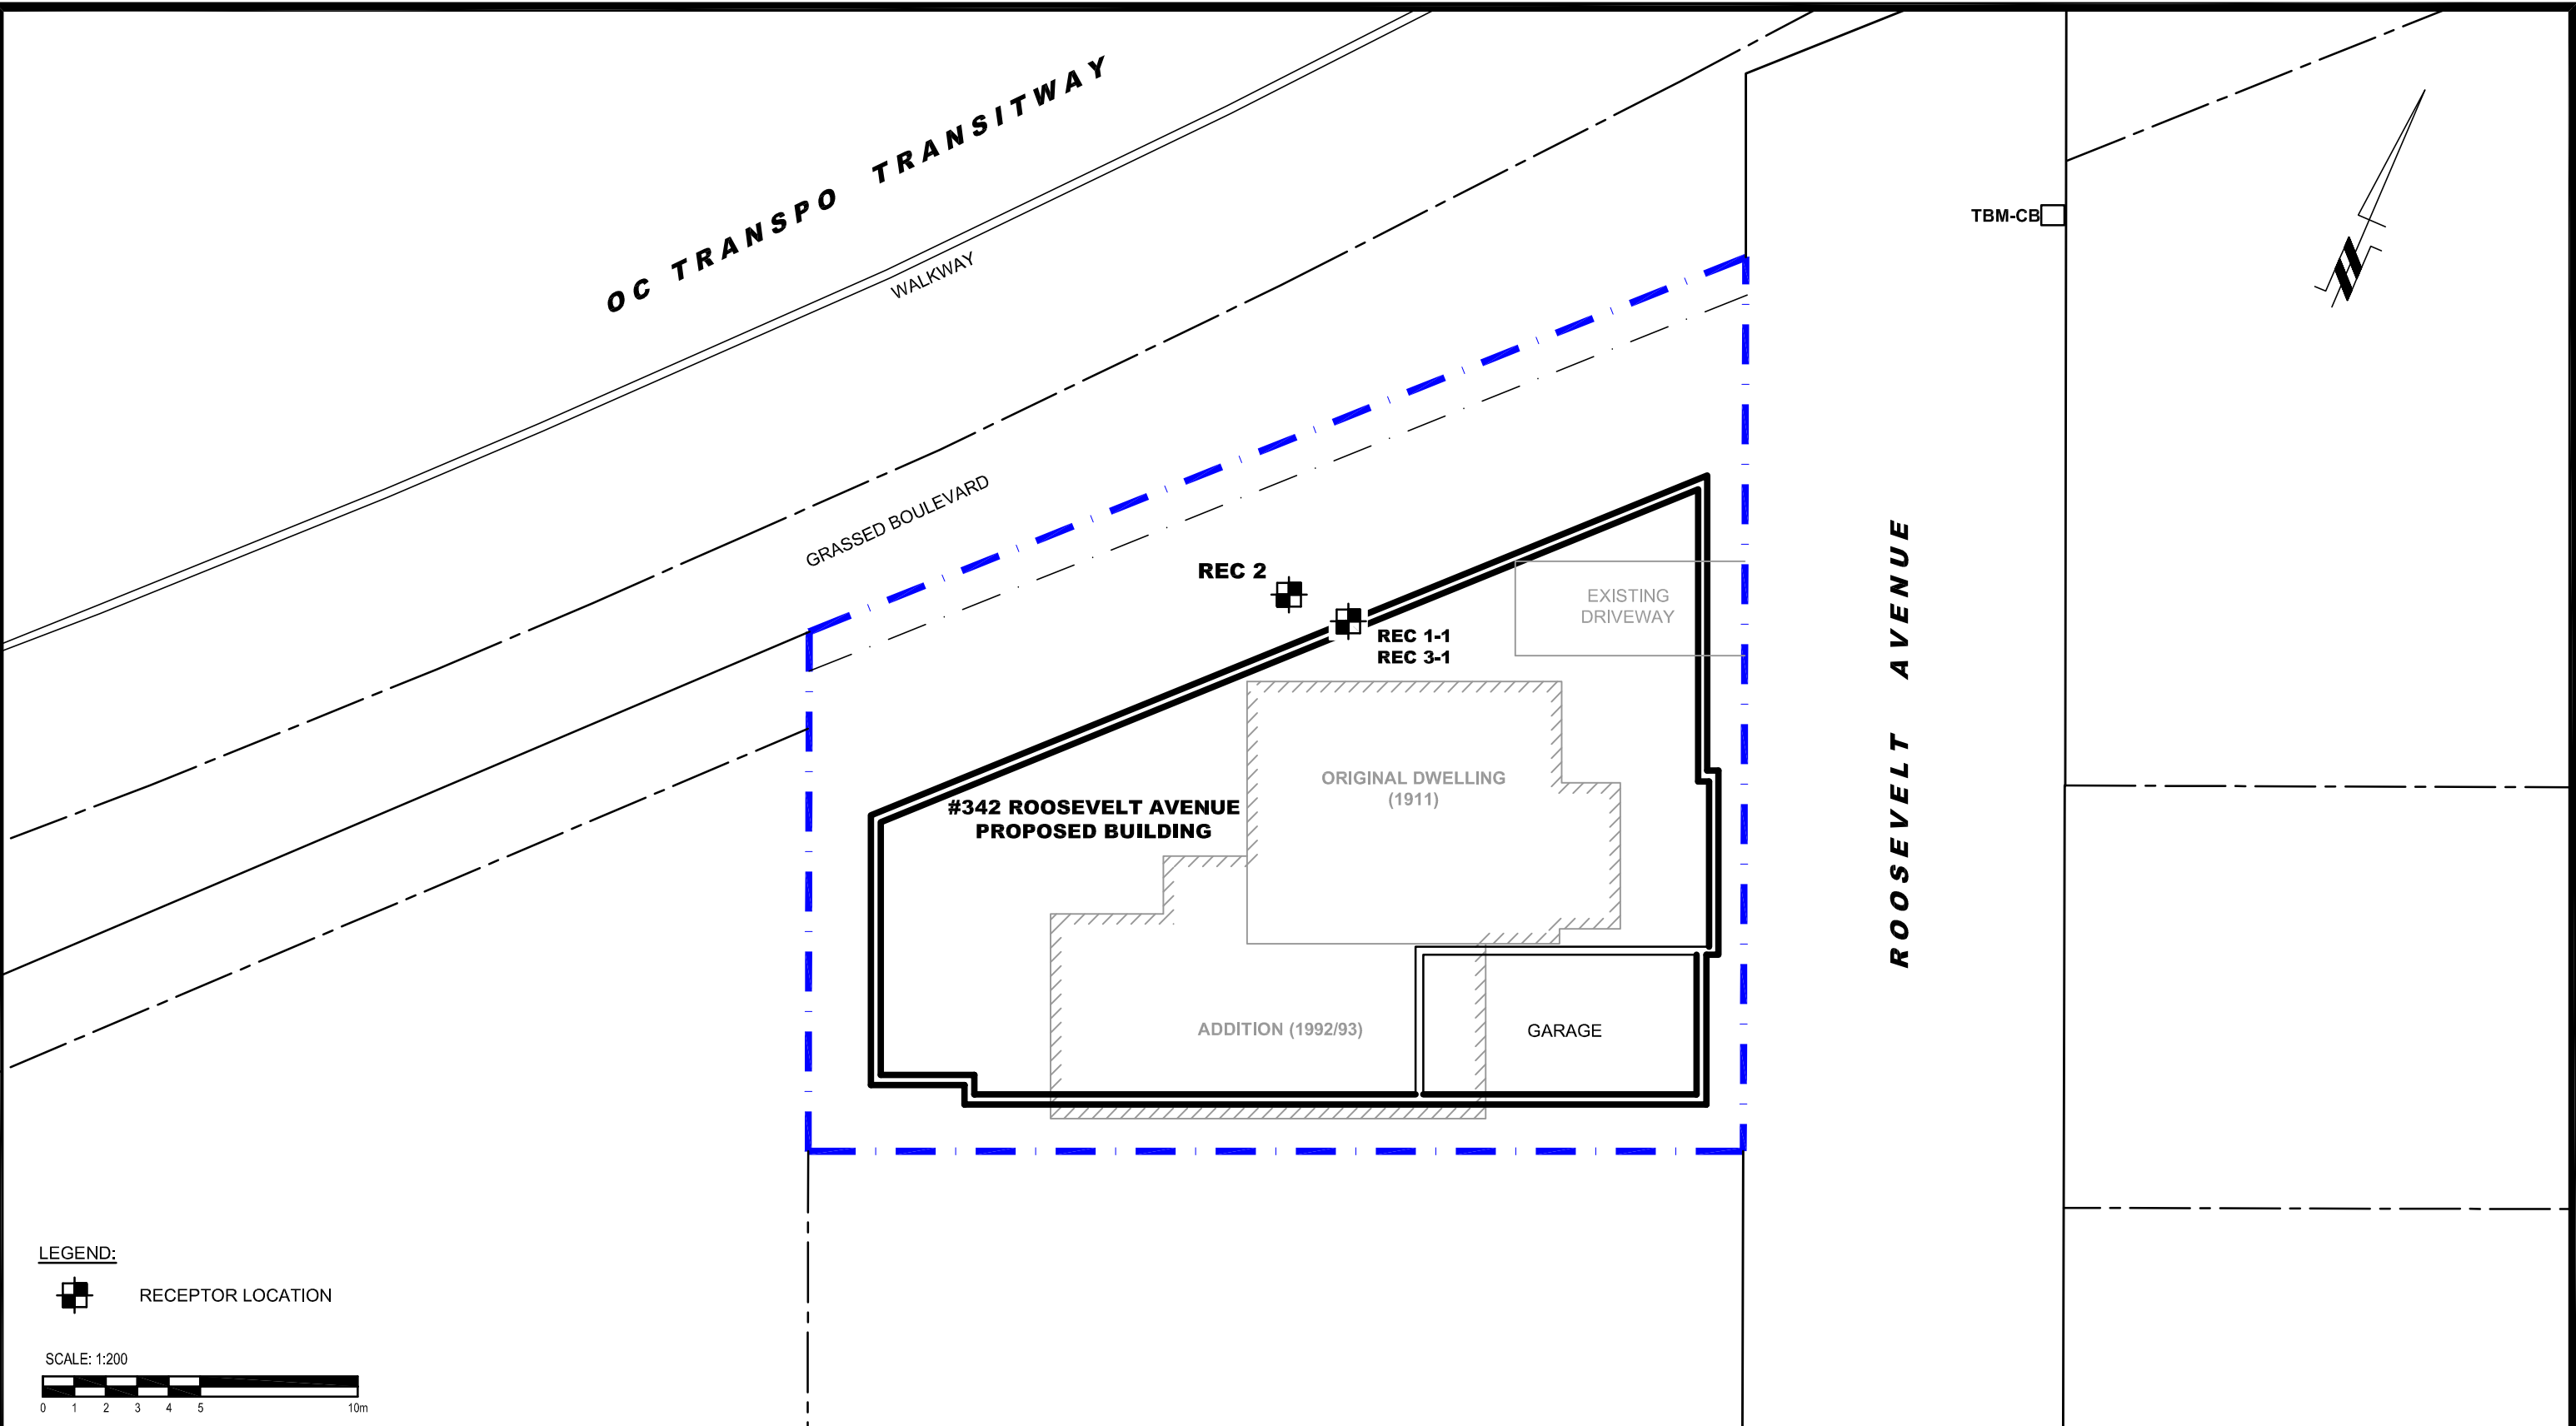 OC TRANSPO TRANSITWAY
WALKWAY
TBM-CB
N
GRASSED BOULEVARD
REC 2
REC 1-1
REC 3-1
EXISTING
DRIVEWAY
ROOSEVELT AVENUE
ORIGINAL DWELLING
(1911)
#342 ROOSEVELT AVENUE
PROPOSED BUILDING
ADDITION (1992/93)
GARAGE
LEGEND:
RECEPTOR LOCATION
SCALE: 1:200
0 1 2 3 4 5 10m